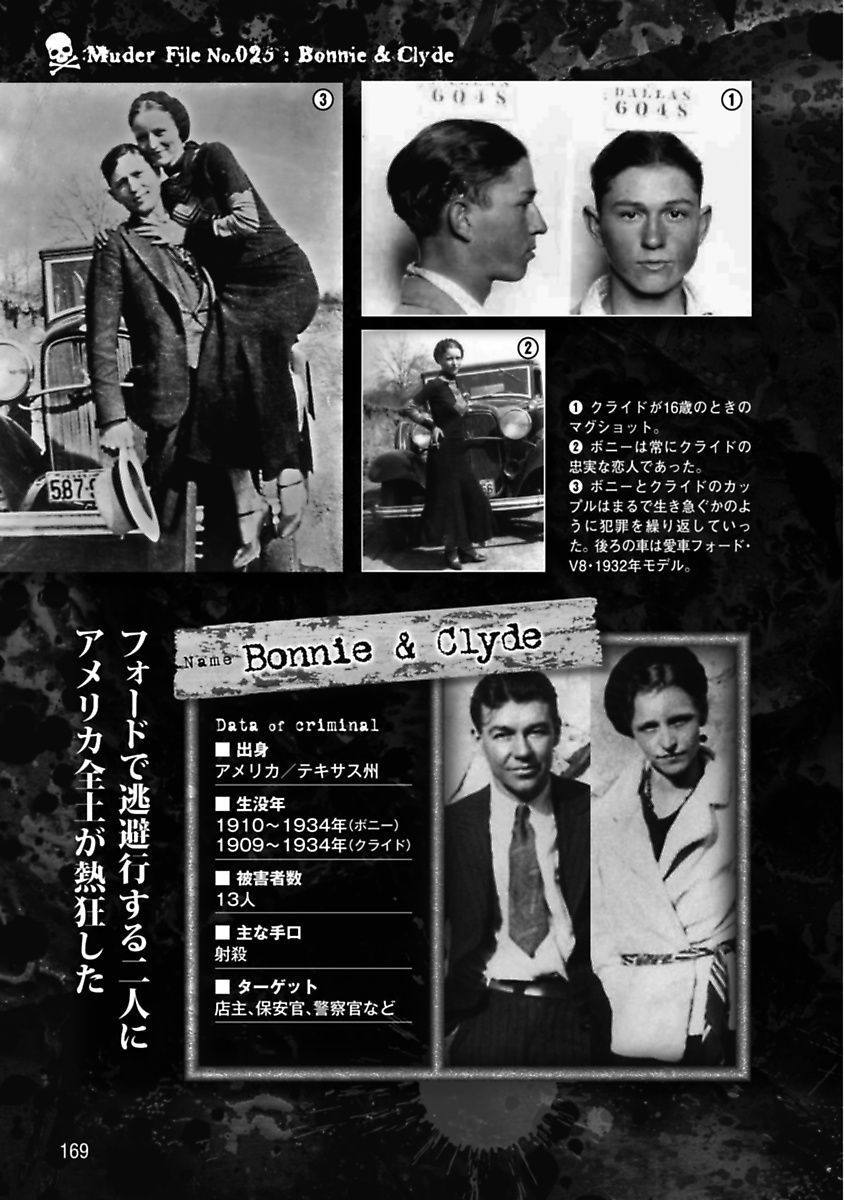 Muder File No.025 : Bonnie & Clyde
③
①
DALLAS
6048
DALLAS
6048
②
587-9
❶ クライドが16歳のときの
マグショット。
❷ ボニーは常にクライドの
忠実な恋人であった。
❸ ボニーとクライドのカッ
プルはまるで生き急ぐかのよ
うに犯罪を繰り返していっ
た。後ろの車は愛車フォード・
V8・1932年モデル。
フォードで逃避行する二人に
アメリカ全土が熱狂した
Name Bonnie & Clyde
Data of criminal
■ 出身
アメリカ／テキサス州
■ 生没年
1910～1934年(ボニー)
1909～1934年(クライド)
■ 被害者数
13人
■ 主な手口
射殺
■ ターゲット
店主、保安官、警察官など
169